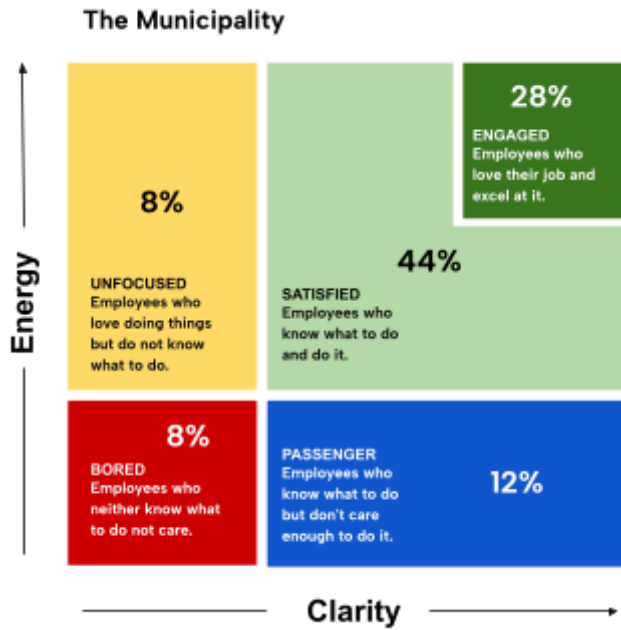 The Municipality
28%
ENGAGED
Employees who
love their job and
excel at it.
8%
UNFOCUSED
Employees who
love doing things
but do not know
what to do.
44%
SATISFIED
Employees who
know what to do
and do it.
Energy
8%
BORED
Employees who
neither know what
to do not care.
PASSENGER
Employees who
know what to do
but don't care
enough to do it.
12%
Clarity